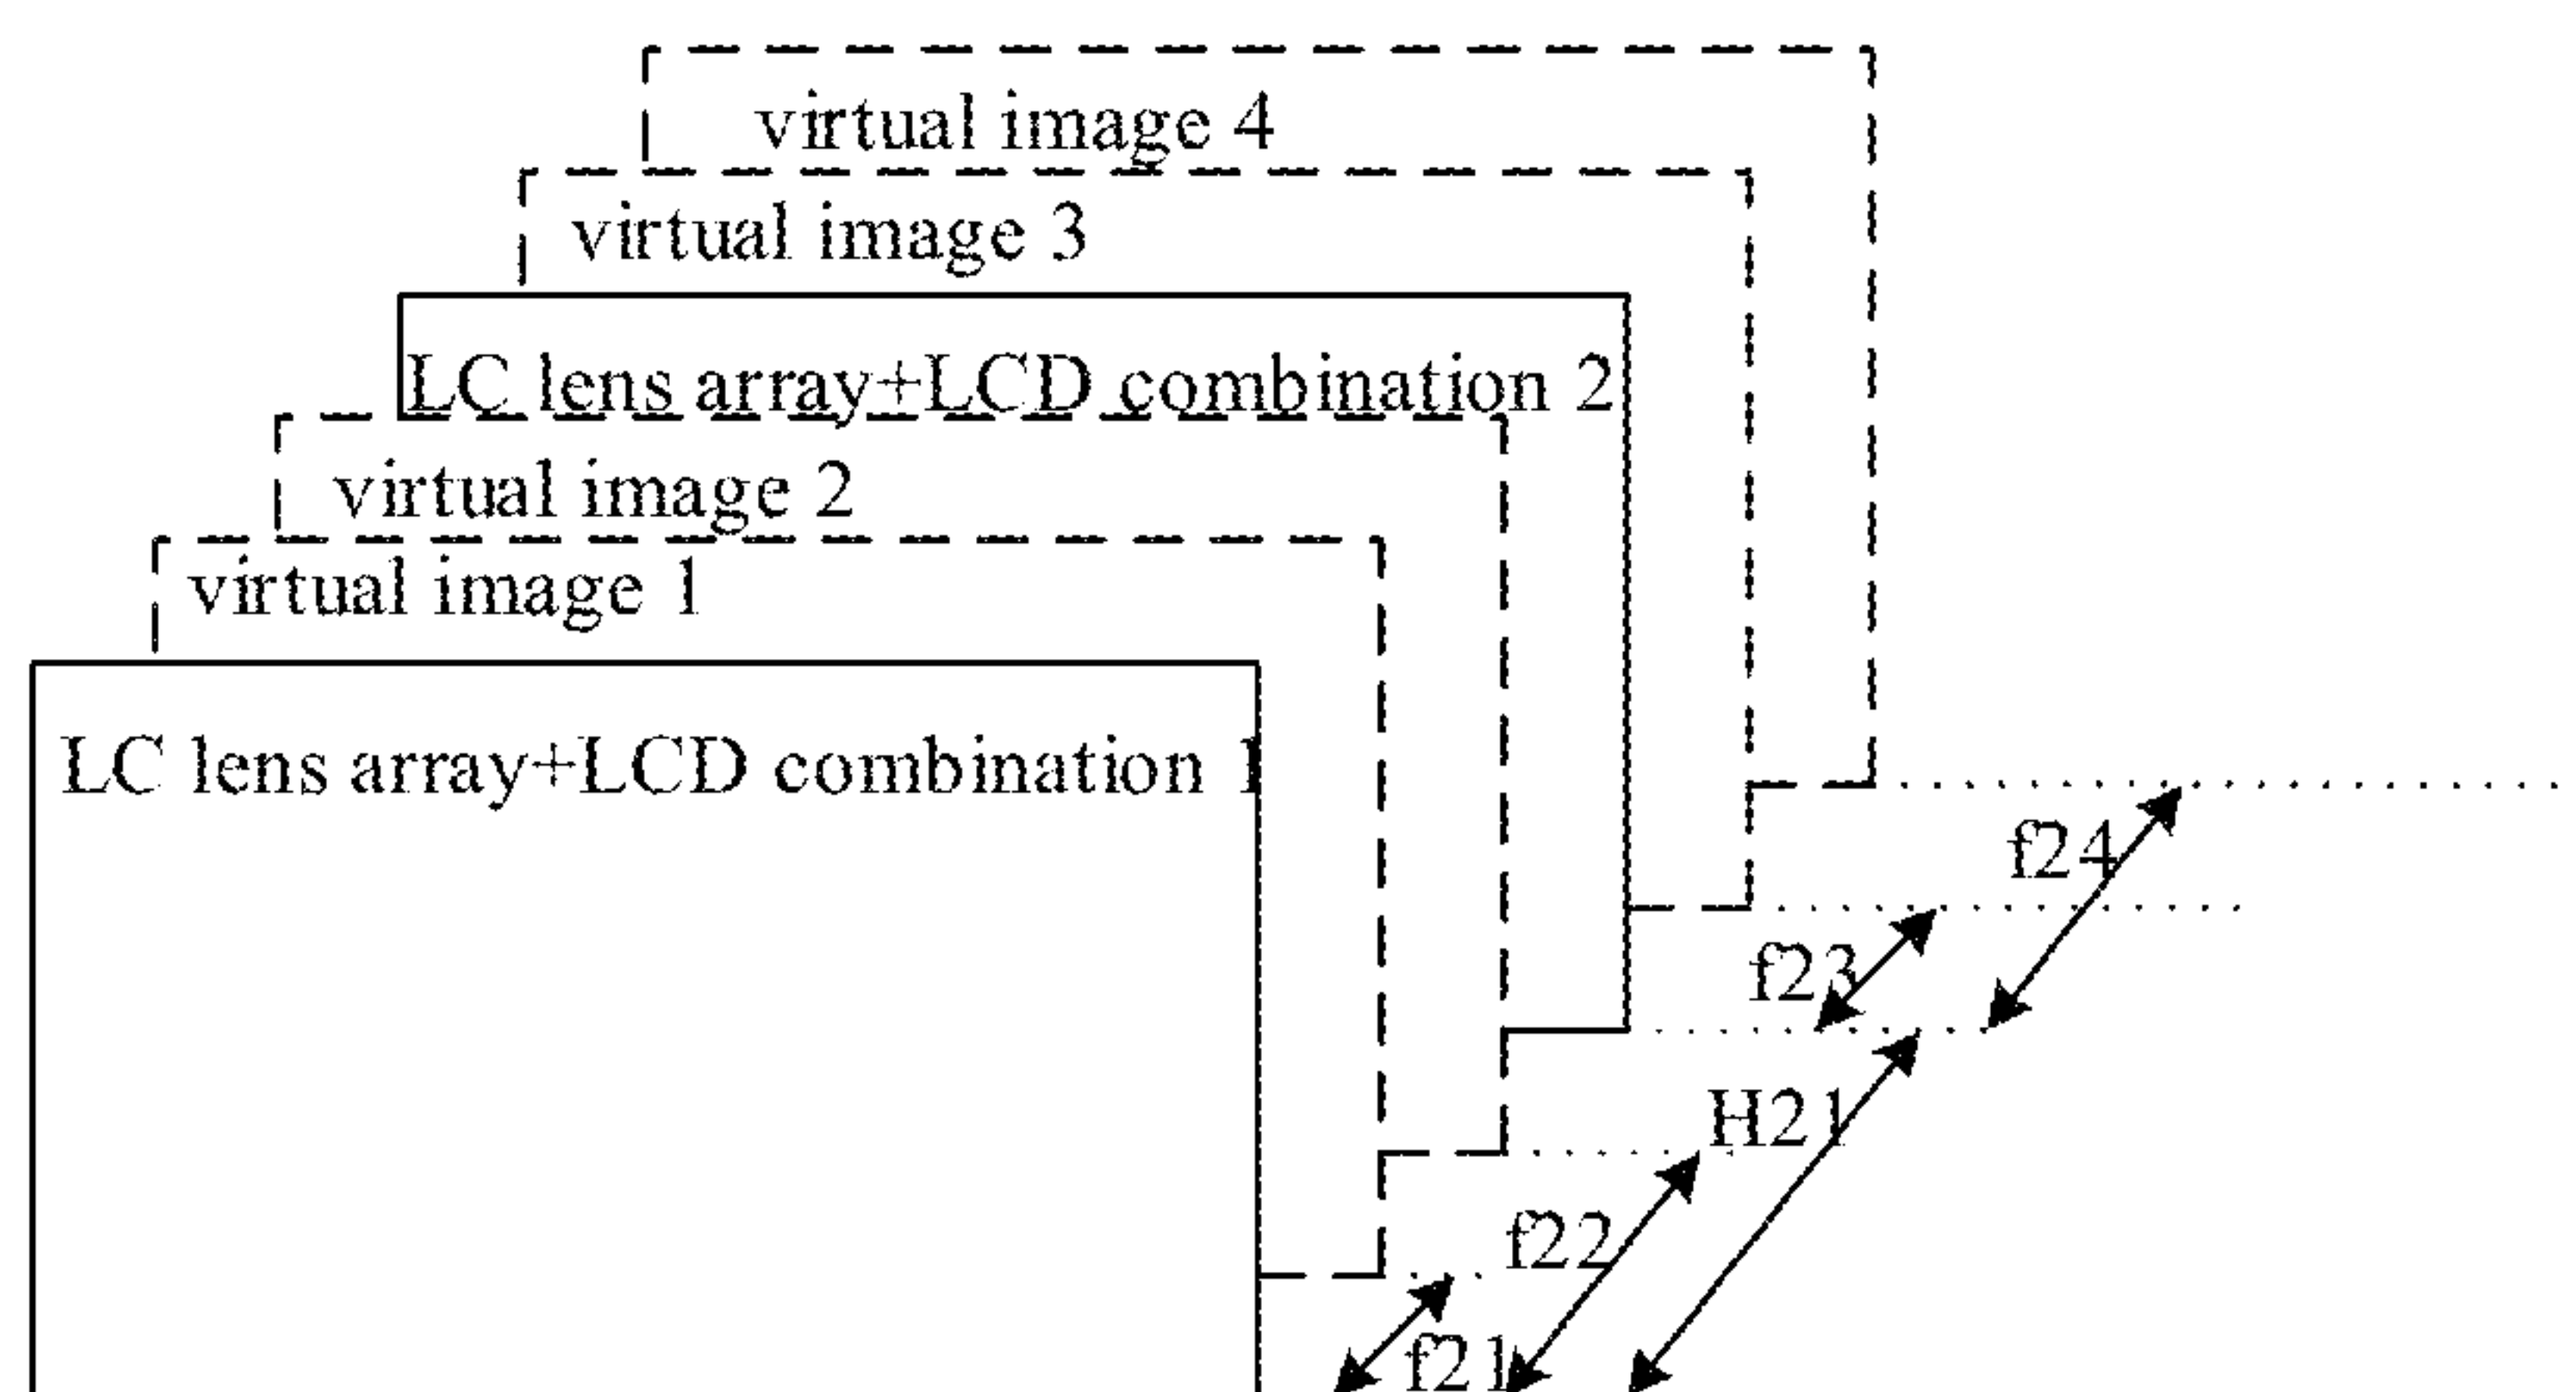 virtual image 4
virtual image 3
LC lens array+LCD combination 2
virtual image 2
virtual image 1
LC lens array+LCD combination 1
f24
f23
H21
f22
f21